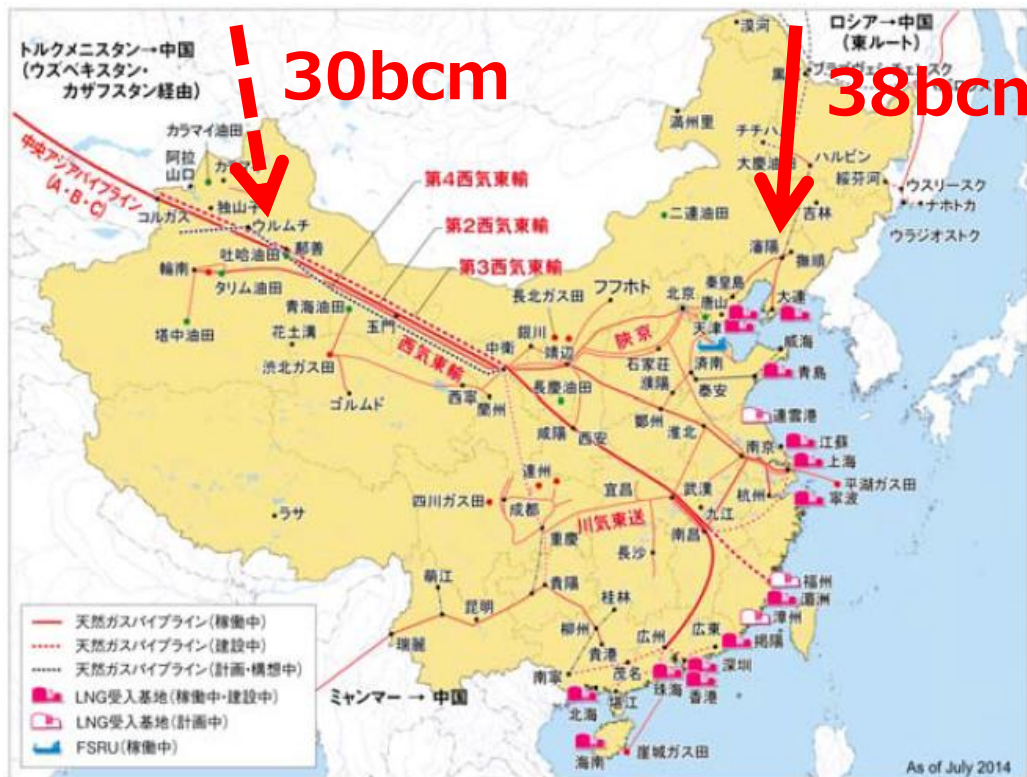 トルクメニスタン→中国
(ウズベキスタン・
カザフスタン経由)
30bcm
ロシア→中国
(東ルート)
38bcm
漠河
黒
ブラゴヴェシチェンスク
満州里
チチハ
大慶油田
ハルビン
綏芬河
ウスリースク
ナホトカ
ウラジオストク
吉林
瀋陽
撫順
二連油田
カラマイ油田
阿拉
山口
カラマ
独山子
コルガス
ウルムチ
鄯善
吐哈油田
中央アジアパイプライン
(A・B・C)
第4西気東輸
第2西気東輸
第3西気東輸
輪南
タリム油田
塔中油田
青海油田
玉門
花土溝
渋北ガス田
ゴルムド
西気東輸
西寧
蘭州
中衛
銀川
長北ガス田
フフホト
靖辺
陝京
北京
秦皇島
唐山
天津
大連
威海
石家荘
済南
濮陽
泰安
青島
長慶油田
咸陽
西安
鄭州
淮北
連雲港
南京
江蘇
上海
平湖ガス田
寧波
杭州
達州
四川ガス田
成都
重慶
宜昌
武漢
九江
川気東送
南昌
長沙
ラサ
萌江
昆明
瑞麗
貴陽
桂林
柳州
貴港
南寧
広州
広東
茂名
福州
湄洲
漳州
掲陽
深圳
珠海
香港
北海
海南
崖城ガス田
ミャンマー → 中国
天然ガスパイプライン(稼働中)
天然ガスパイプライン(建設中)
天然ガスパイプライン(計画・構想中)
LNG受入基地(稼働中・建設中)
LNG受入基地(計画中)
FSRU(稼働中)
As of July 2014